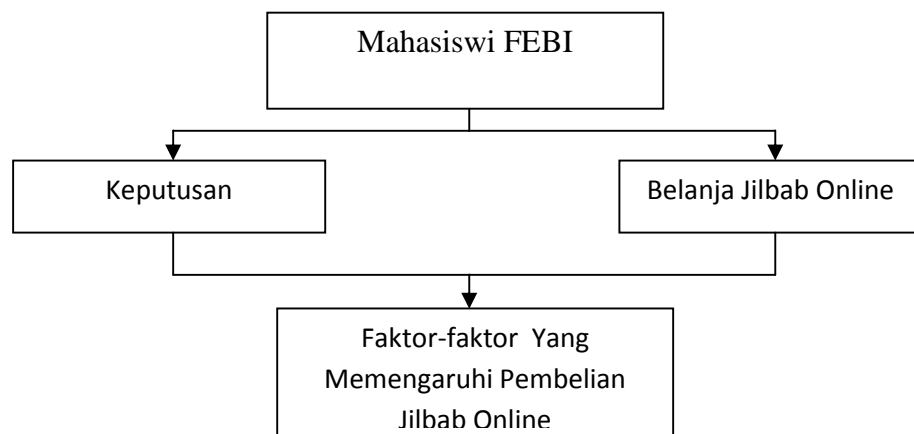 Mahasiswi FEBI
Keputusan
Belanja Jilbab Online
Faktor-faktor Yang
Memengaruhi Pembelian
Jilbab Online